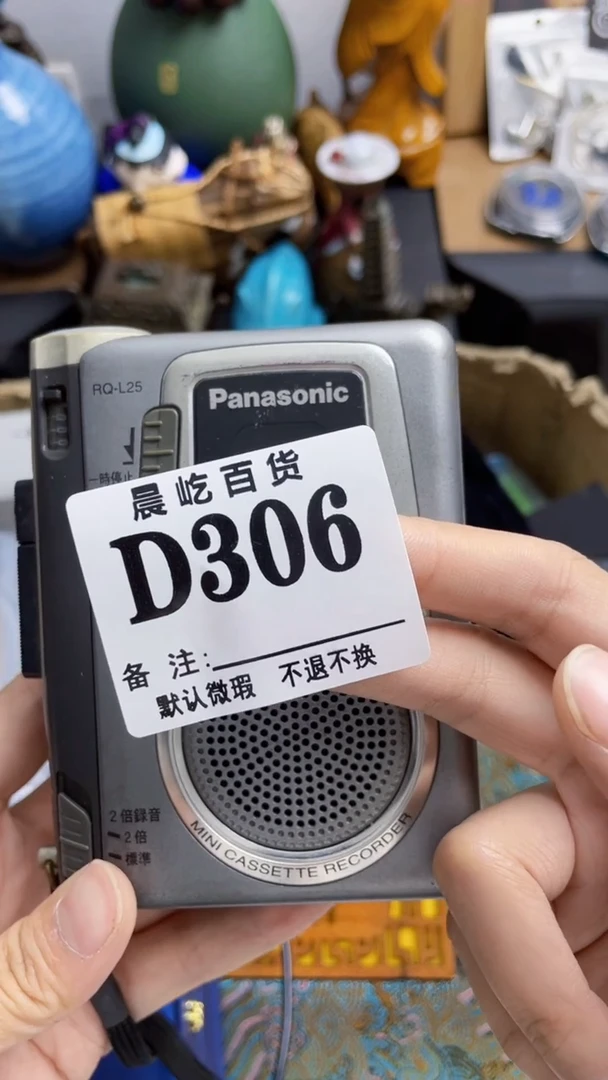 RQ-L25
Panasonic
一時停止
晨屹百货
D306
备 注:
默认微瑕 不退不换
2倍録音
2倍
標準
MINI CASSETTE RECORDER